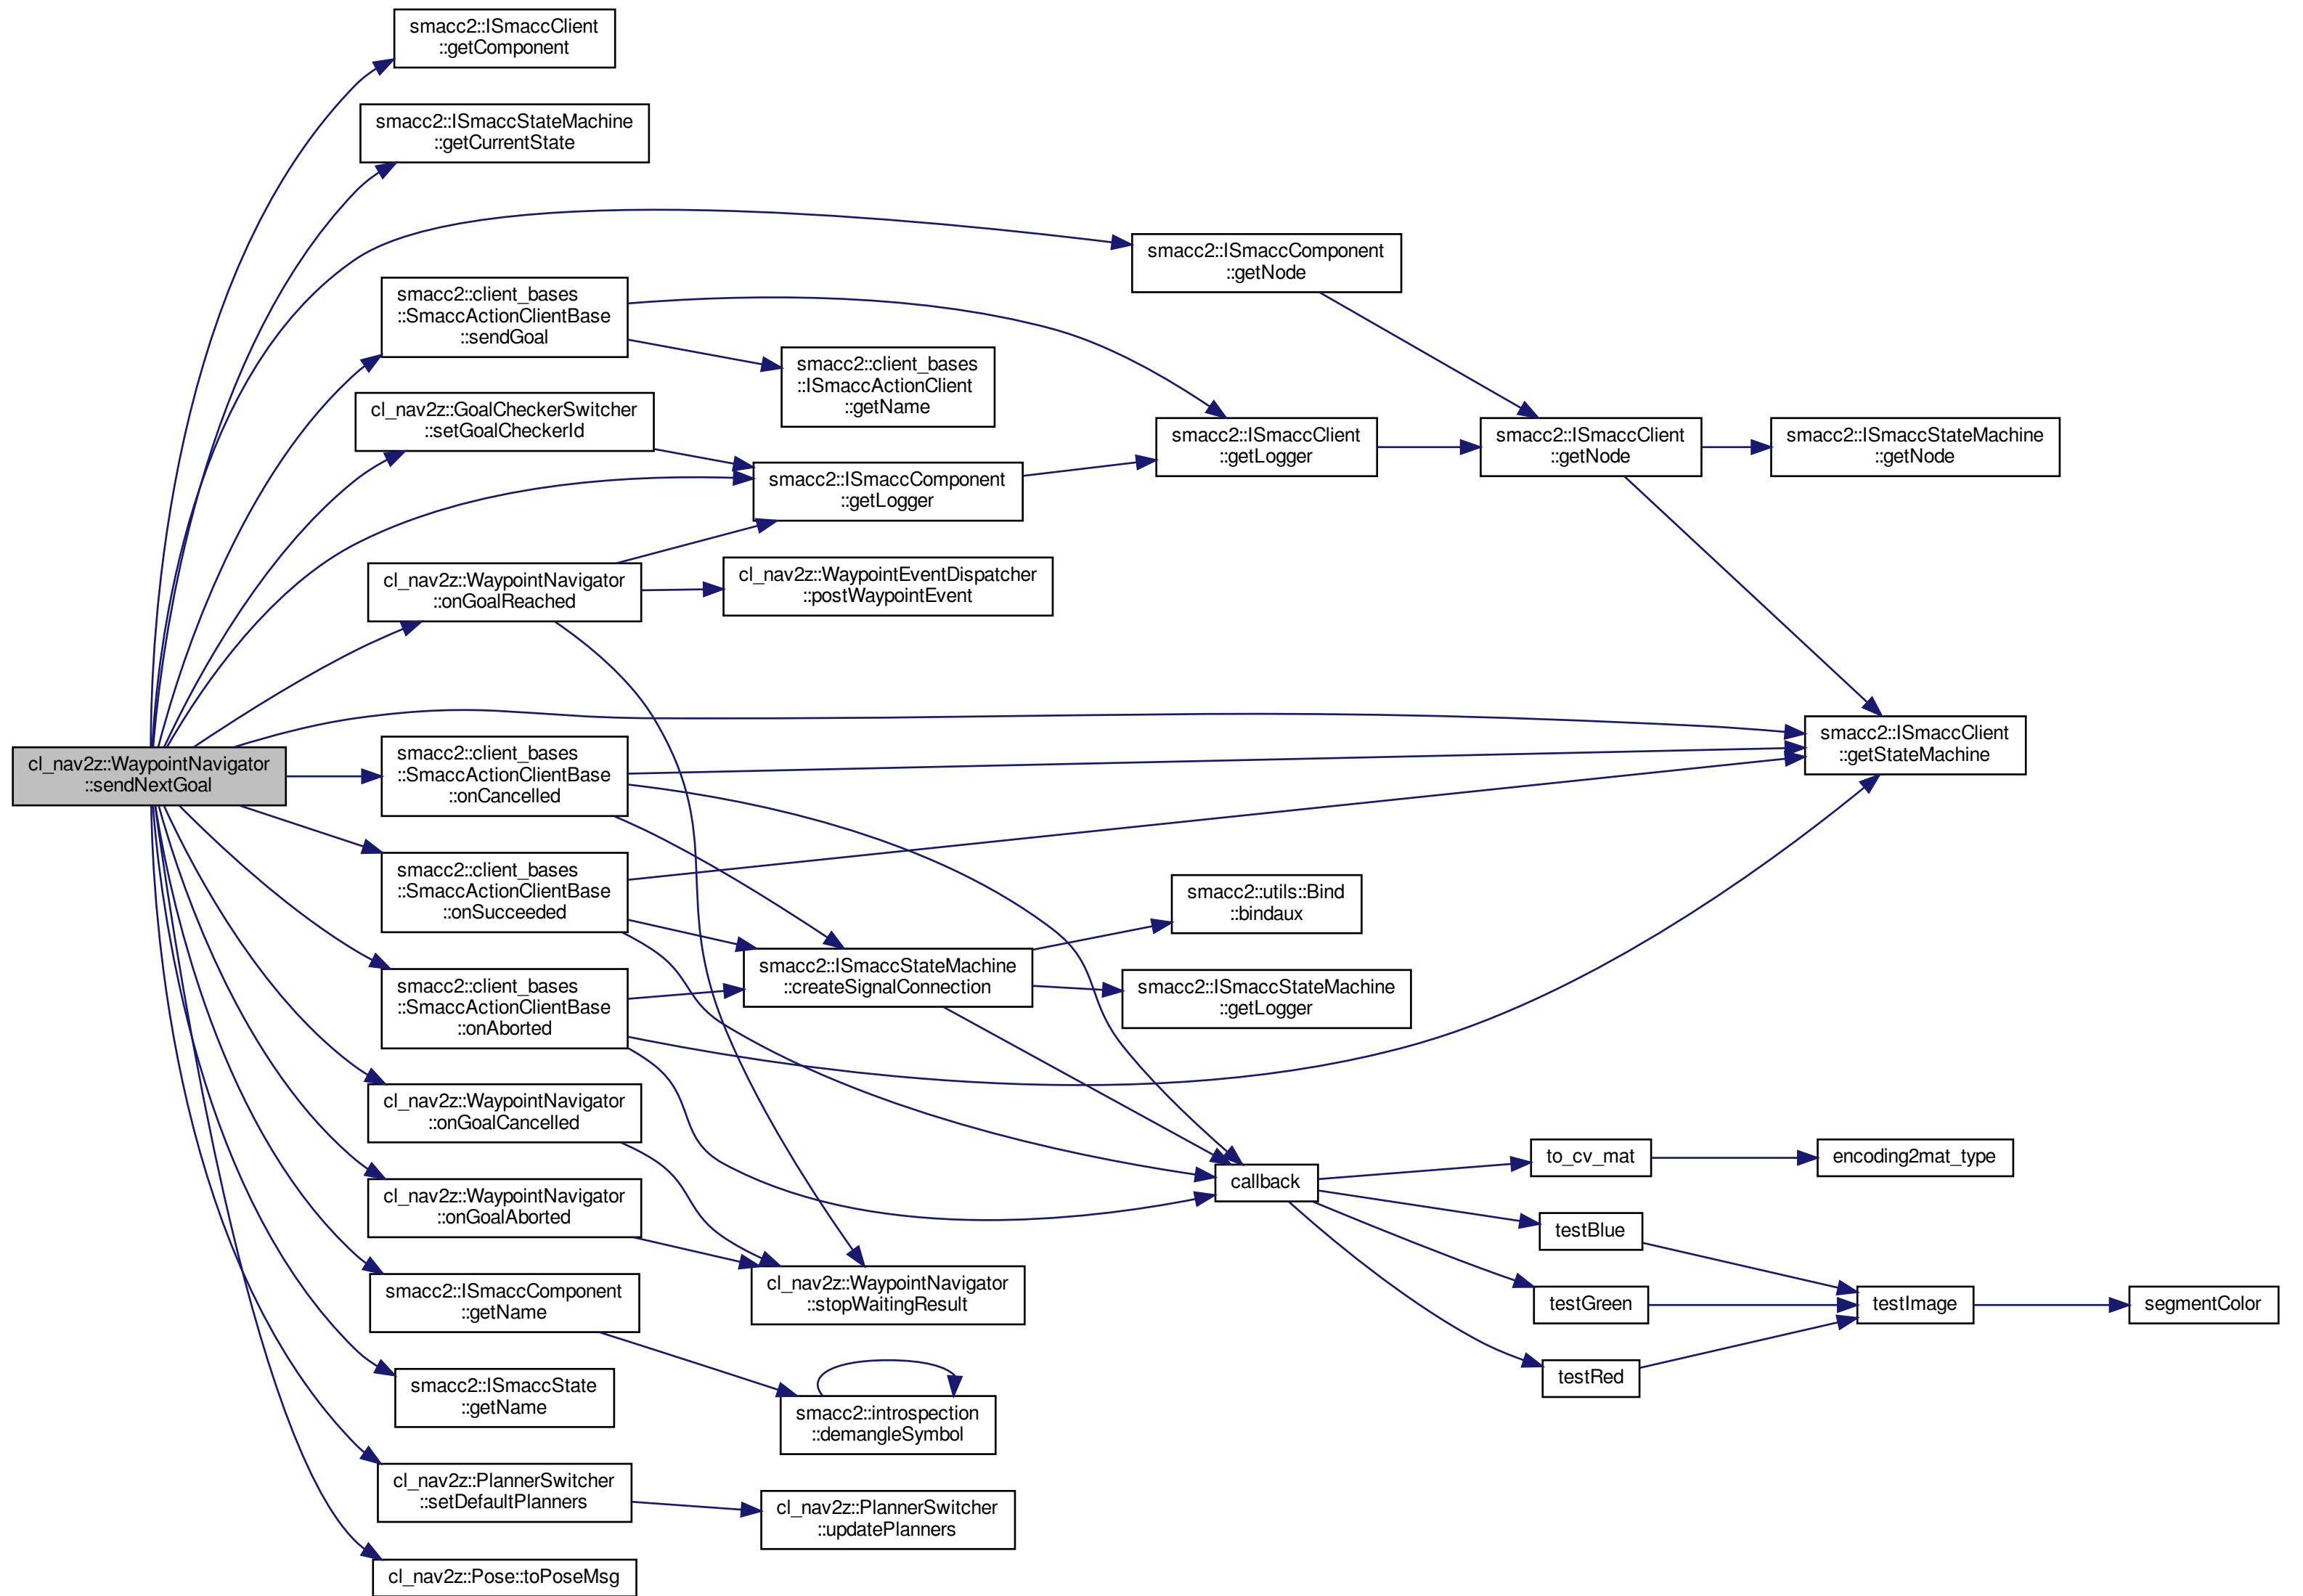 smacc2::ISmaccClient
::getComponent
smacc2::ISmaccStateMachine
::getCurrentState
smacc2::ISmaccComponent
::getNode
smacc2::client_bases
::SmaccActionClientBase
::sendGoal
smacc2::client_bases
::ISmaccActionClient
::getName
cl_nav2z::GoalCheckerSwitcher
::setGoalCheckerId
smacc2::ISmaccClient
::getLogger
smacc2::ISmaccClient
::getNode
smacc2::ISmaccStateMachine
::getNode
smacc2::ISmaccComponent
::getLogger
cl_nav2z::WaypointNavigator
::onGoalReached
cl_nav2z::WaypointEventDispatcher
::postWaypointEvent
smacc2::ISmaccClient
::getStateMachine
cl_nav2z::WaypointNavigator
::sendNextGoal
smacc2::client_bases
::SmaccActionClientBase
::onCancelled
smacc2::client_bases
::SmaccActionClientBase
::onSucceeded
smacc2::utils::Bind
::bindaux
smacc2::ISmaccStateMachine
::createSignalConnection
smacc2::ISmaccStateMachine
::getLogger
smacc2::client_bases
::SmaccActionClientBase
::onAborted
cl_nav2z::WaypointNavigator
::onGoalCancelled
to_cv_mat
encoding2mat_type
callback
cl_nav2z::WaypointNavigator
::onGoalAborted
testBlue
smacc2::ISmaccComponent
::getName
cl_nav2z::WaypointNavigator
::stopWaitingResult
testGreen
testImage
segmentColor
testRed
smacc2::ISmaccState
::getName
smacc2::introspection
::demangleSymbol
cl_nav2z::PlannerSwitcher
::setDefaultPlanners
cl_nav2z::PlannerSwitcher
::updatePlanners
cl_nav2z::Pose::toPoseMsg